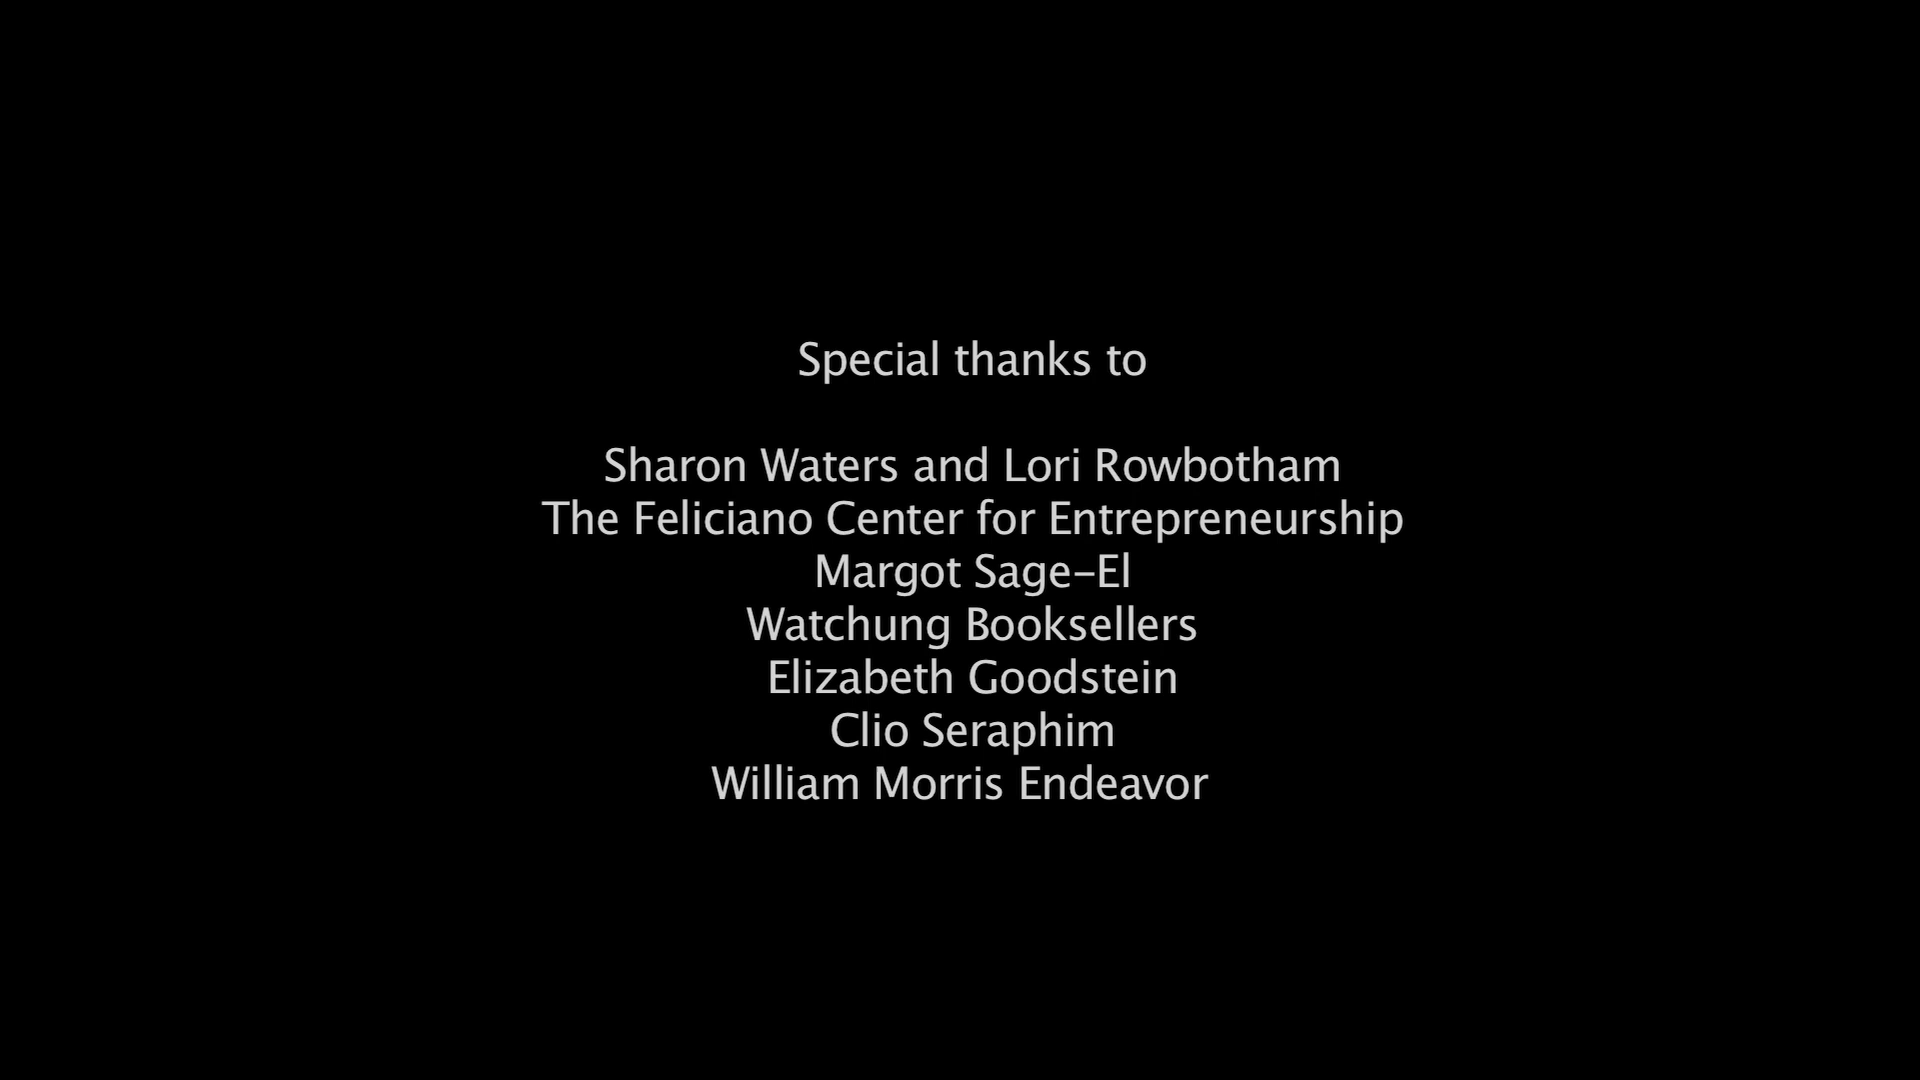 Special thanks to
Sharon Waters and Lori Rowbotham
The Feliciano Center for Entrepreneurship
Margot Sage-El
Watchung Booksellers
Elizabeth Goodstein
Clio Seraphim
William Morris Endeavor